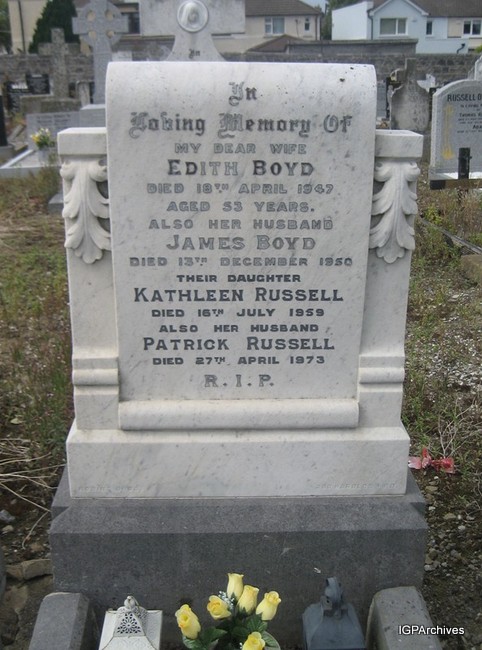 In
Loving Memory Of
MY DEAR WIFE
EDITH BOYD
DIED 18TH APRIL 1947
AGED 53 YEARS.
ALSO HER HUSBAND
JAMES BOYD
DIED 13TH DECEMBER 1950
THEIR DAUGHTER
KATHLEEN RUSSELL
DIED 16TH JULY 1959
ALSO HER HUSBAND
PATRICK RUSSELL
DIED 27TH APRIL 1973
R.I.P.
RUSSELL
IGPArchives